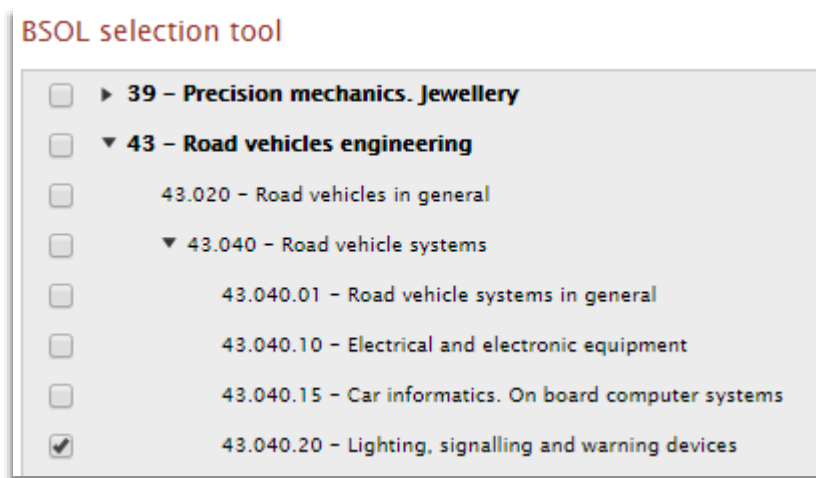 BSOL selection tool
39 – Precision mechanics. Jewellery
43 – Road vehicles engineering
43.020 – Road vehicles in general
43.040 – Road vehicle systems
43.040.01 – Road vehicle systems in general
43.040.10 – Electrical and electronic equipment
43.040.15 – Car informatics. On board computer systems
43.040.20 – Lighting, signalling and warning devices